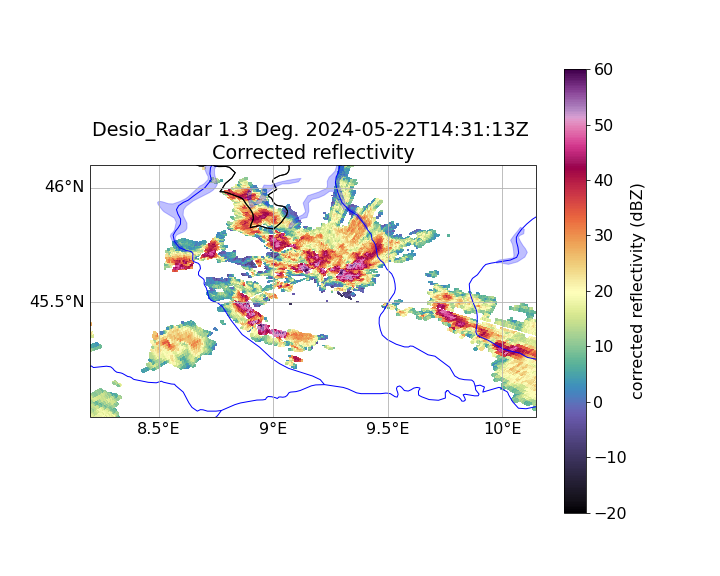 Desio_Radar 1.3 Deg. 2024-05-22T14:31:13Z
Corrected reflectivity
46°N
45.5°N
8.5°E
9°E
9.5°E
10°E
60
50
40
30
20
10
0
−10
−20
corrected reflectivity (dBZ)